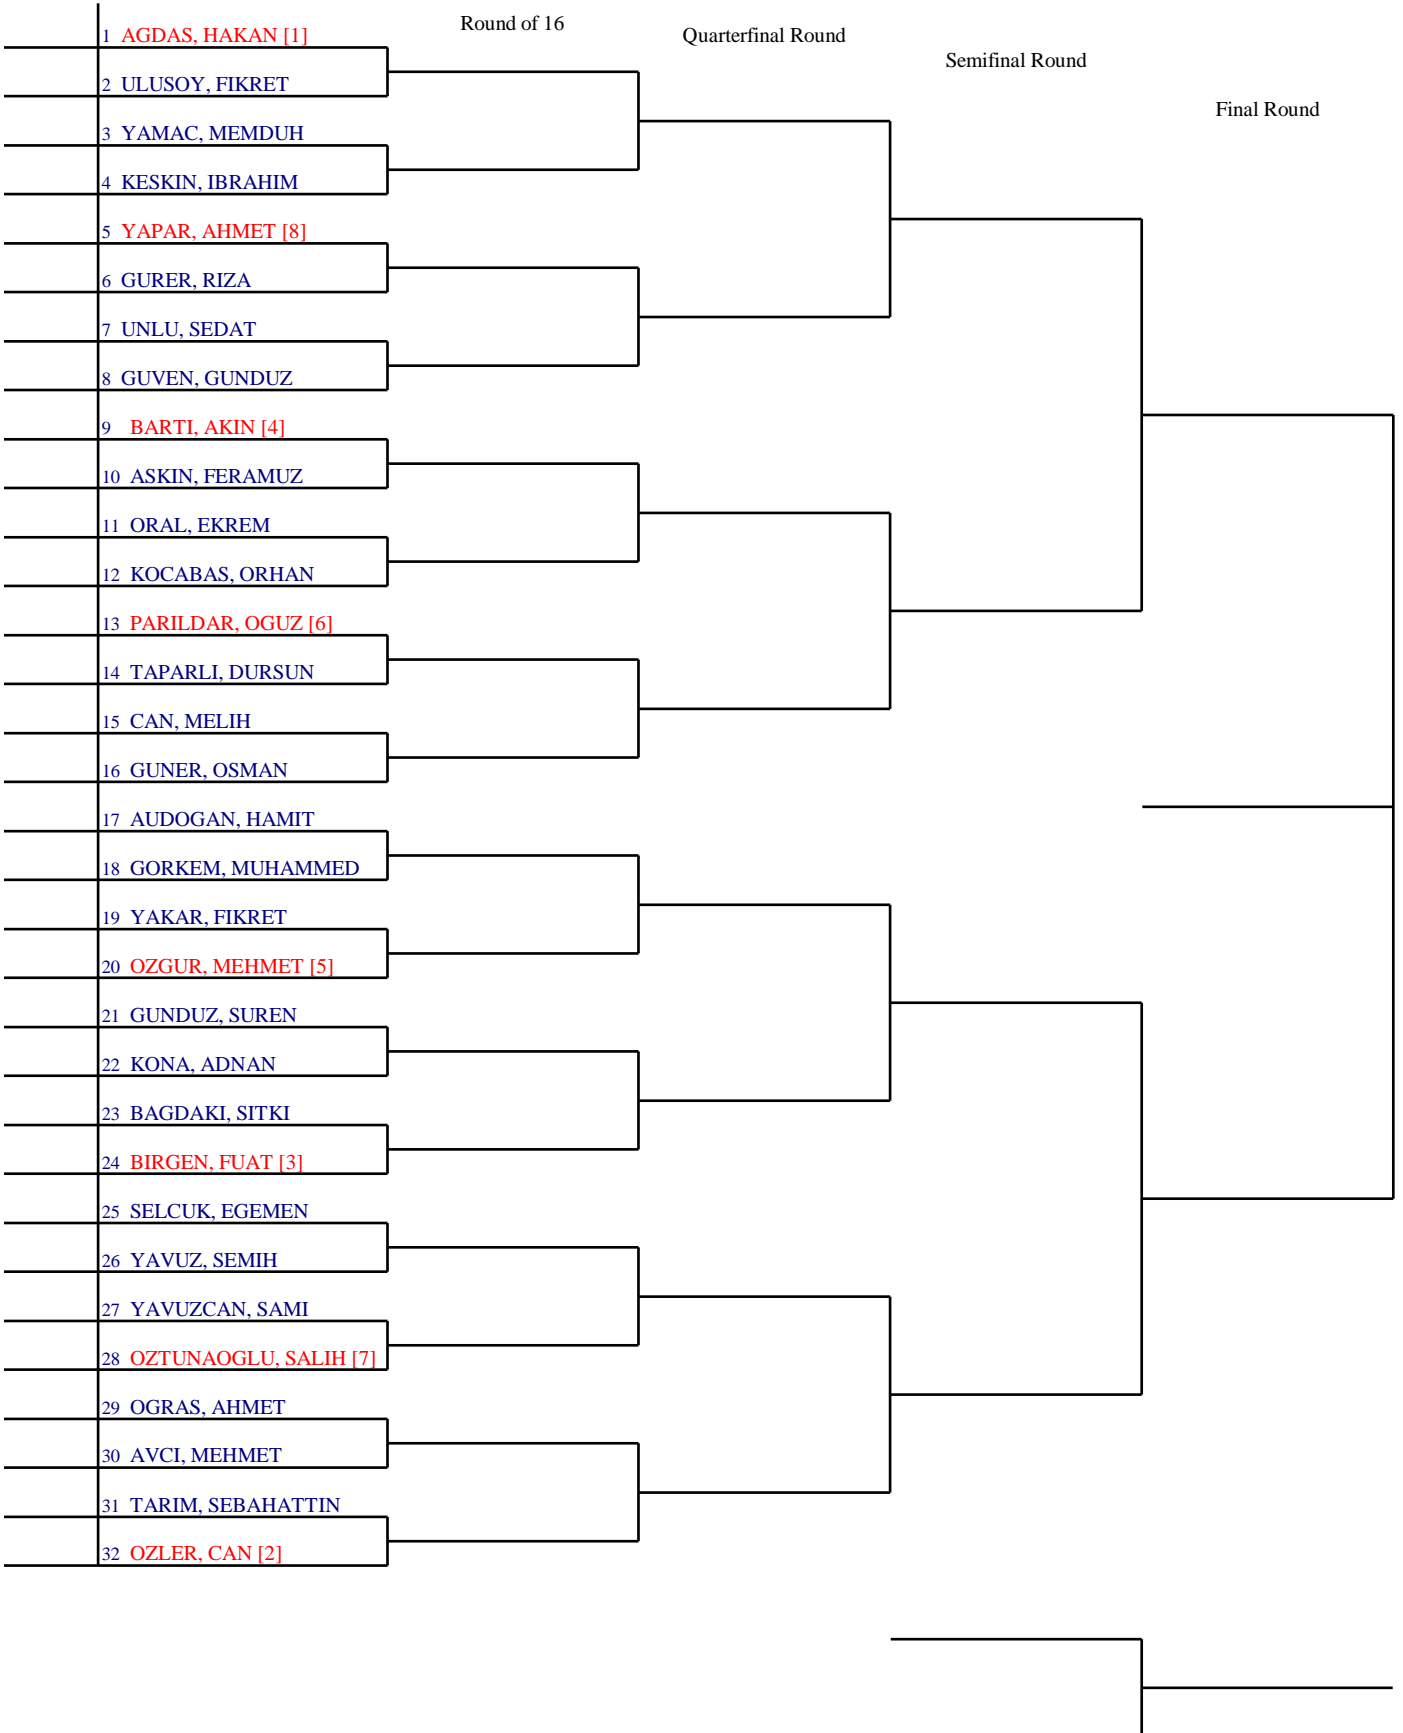 Round of 16
Quarterfinal Round
Semifinal Round
Final Round
1 AGDAS, HAKAN [1]
2 ULUSOY, FIKRET
3 YAMAC, MEMDUH
4 KESKIN, IBRAHIM
5 YAPAR, AHMET [8]
6 GURER, RIZA
7 UNLU, SEDAT
8 GUVEN, GUNDUZ
9 BARTI, AKIN [4]
10 ASKIN, FERAMUZ
11 ORAL, EKREM
12 KOCABAS, ORHAN
13 PARILDAR, OGUZ [6]
14 TAPARLI, DURSUN
15 CAN, MELIH
16 GUNER, OSMAN
17 AUDOGAN, HAMIT
18 GORKEM, MUHAMMED
19 YAKAR, FIKRET
20 OZGUR, MEHMET [5]
21 GUNDUZ, SUREN
22 KONA, ADNAN
23 BAGDAKI, SITKI
24 BIRGEN, FUAT [3]
25 SELCUK, EGEMEN
26 YAVUZ, SEMIH
27 YAVUZCAN, SAMI
28 OZTUNAOGLU, SALIH [7]
29 OGRAS, AHMET
30 AVCI, MEHMET
31 TARIM, SEBAHATTIN
32 OZLER, CAN [2]